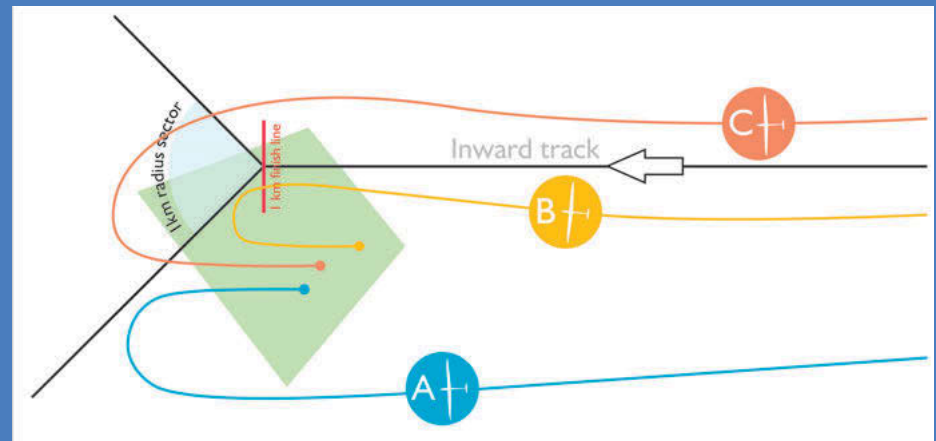 1km radius sector
1 km finish line
Inward track
C
B
A